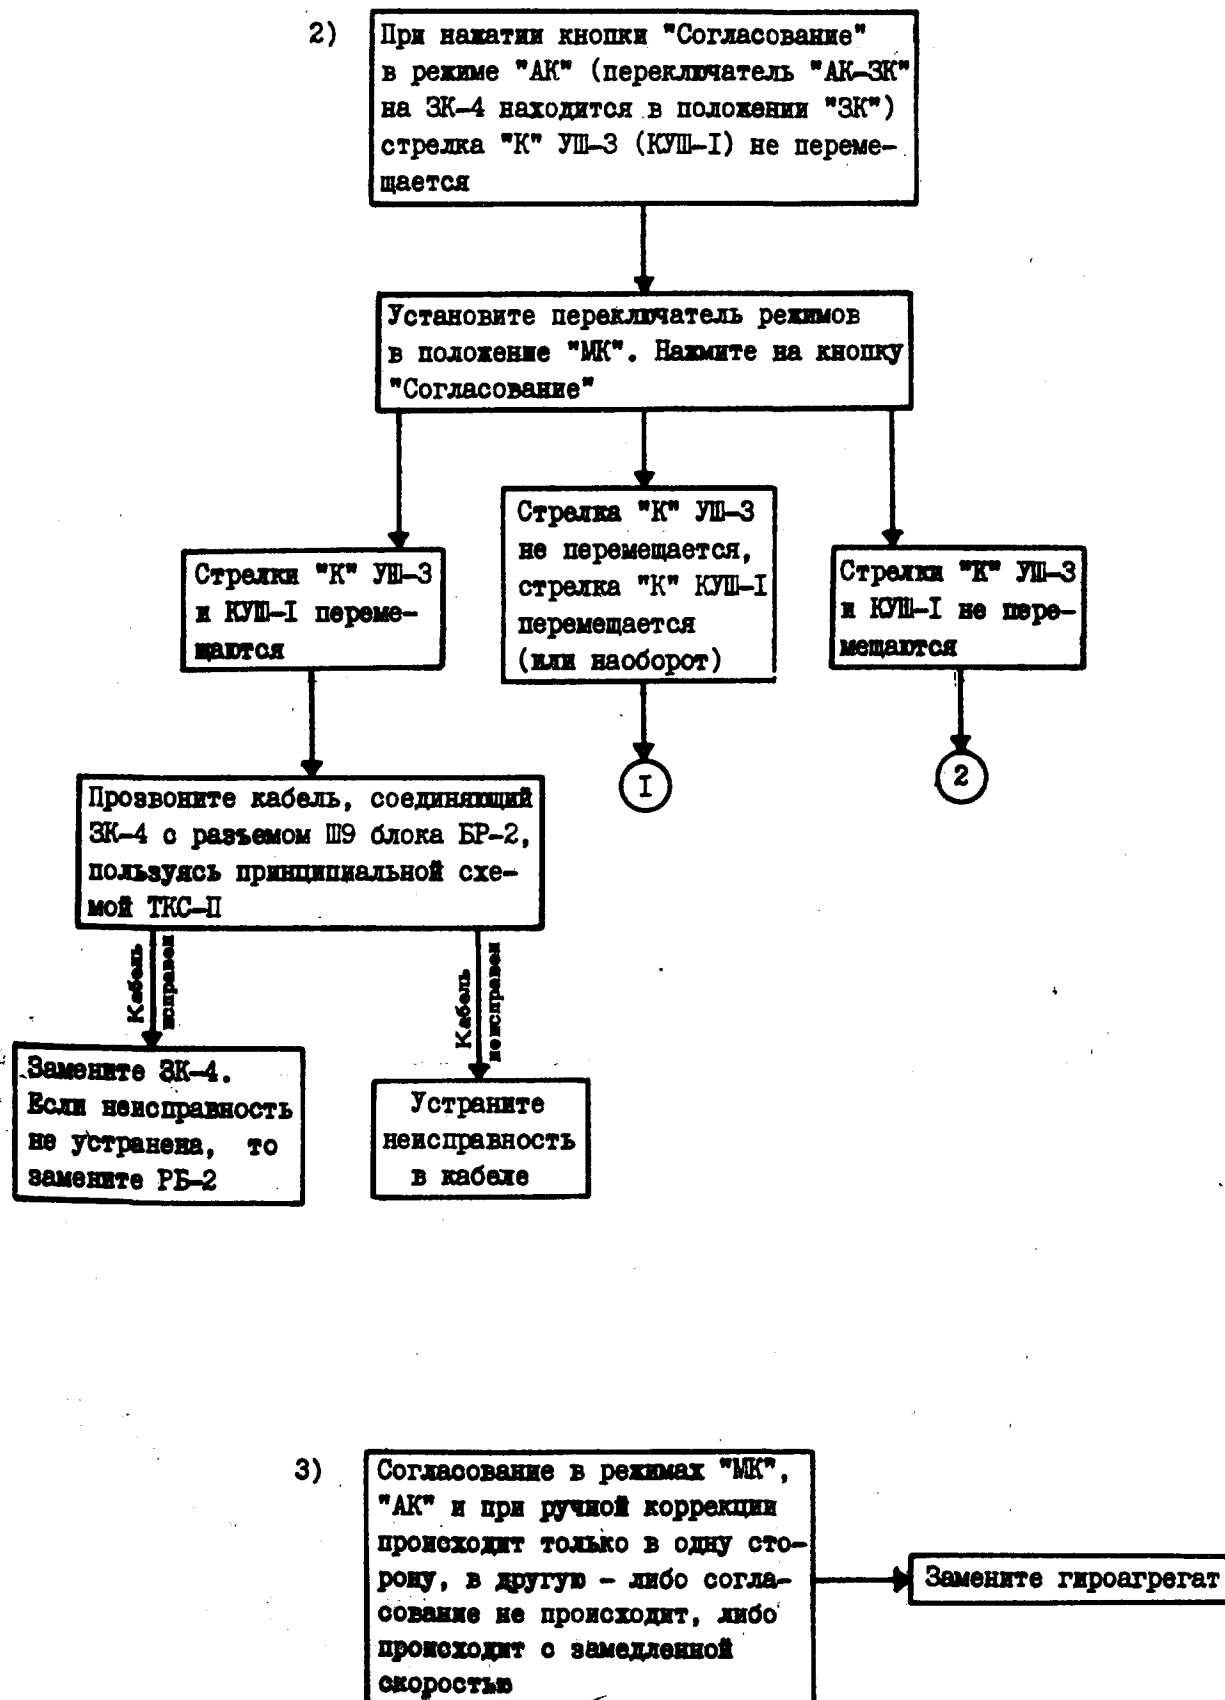 2)
При нажатии кнопки "Согласование"
в режиме "АК" (переключатель "АК-ЗК"
на ЗК-4 находится в положении "ЗК")
стрелка "К" УШ-3 (КУШ-I) не переме-
щается
Установите переключатель режимов
в положение "МК". Нажмите на кнопку
"Согласование"
Стрелки "К" УШ-3
и КУШ-I переме-
щаются
Стрелка "К" УШ-3
не перемещается,
стрелка "К" КУШ-I
перемещается
(или наоборот)
Стрелки "К" УШ-3
и КУШ-I не пере-
мещаются
I
2
Прозвоните кабель, соединяющий
ЗК-4 с разъемом Ш9 блока БР-2,
пользуясь принципиальной схе-
мой ТКС-П
Кабель
исправен
Кабель
неисправен
Замените ЗК-4.
Если неисправность
не устранена, то
замените РБ-2
Устраните
неисправность
в кабеле
3)
Согласование в режимах "МК",
"АК" и при ручной коррекции
происходит только в одну сто-
рону, в другую - либо согла-
сование не происходит, либо
происходит с замедленной
скоростью
Замените гироагрегат